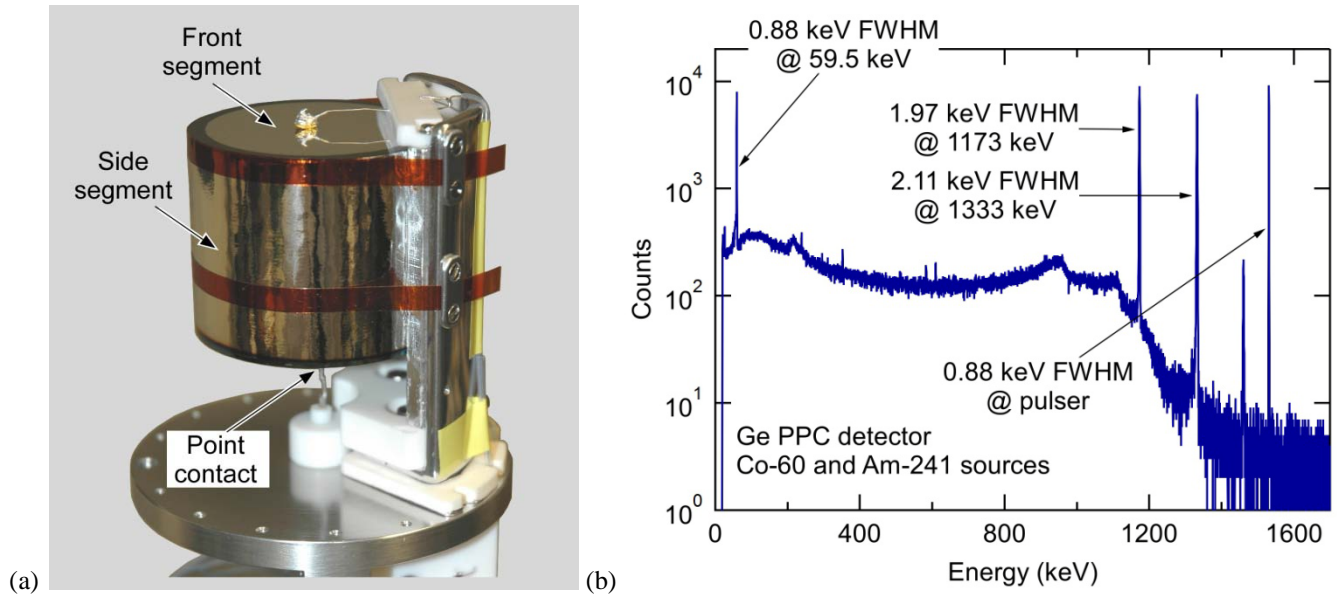 Front
segment
Side
segment
Point
contact
(a)
0.88 keV FWHM
@ 59.5 keV
1.97 keV FWHM
@ 1173 keV
2.11 keV FWHM
@ 1333 keV
0.88 keV FWHM
@ pulser
Ge PPC detector
Co-60 and Am-241 sources
Counts
10^4
10^3
10^2
10^1
10^0
0 400 800 1200 1600
Energy (keV)
(b)